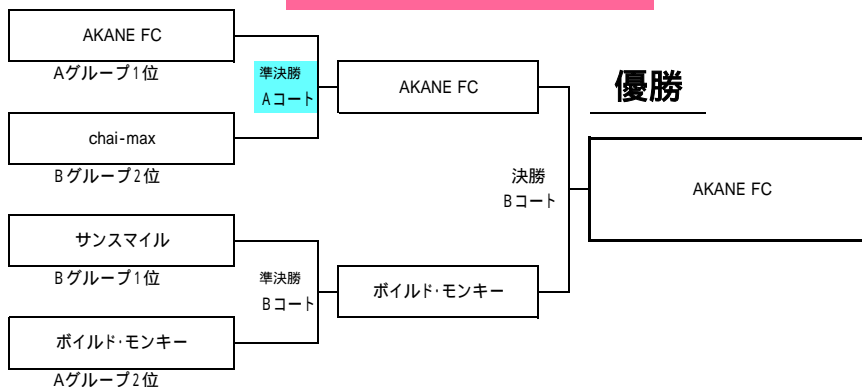 AKANE FC
Aグループ1位
準決勝
Aコート
AKANE FC
優勝
chai-max
Bグループ2位
決勝
Bコート
AKANE FC
サンスマイル
Bグループ1位
準決勝
Bコート
ボイルド・モンキー
ボイルド・モンキー
Aグループ2位